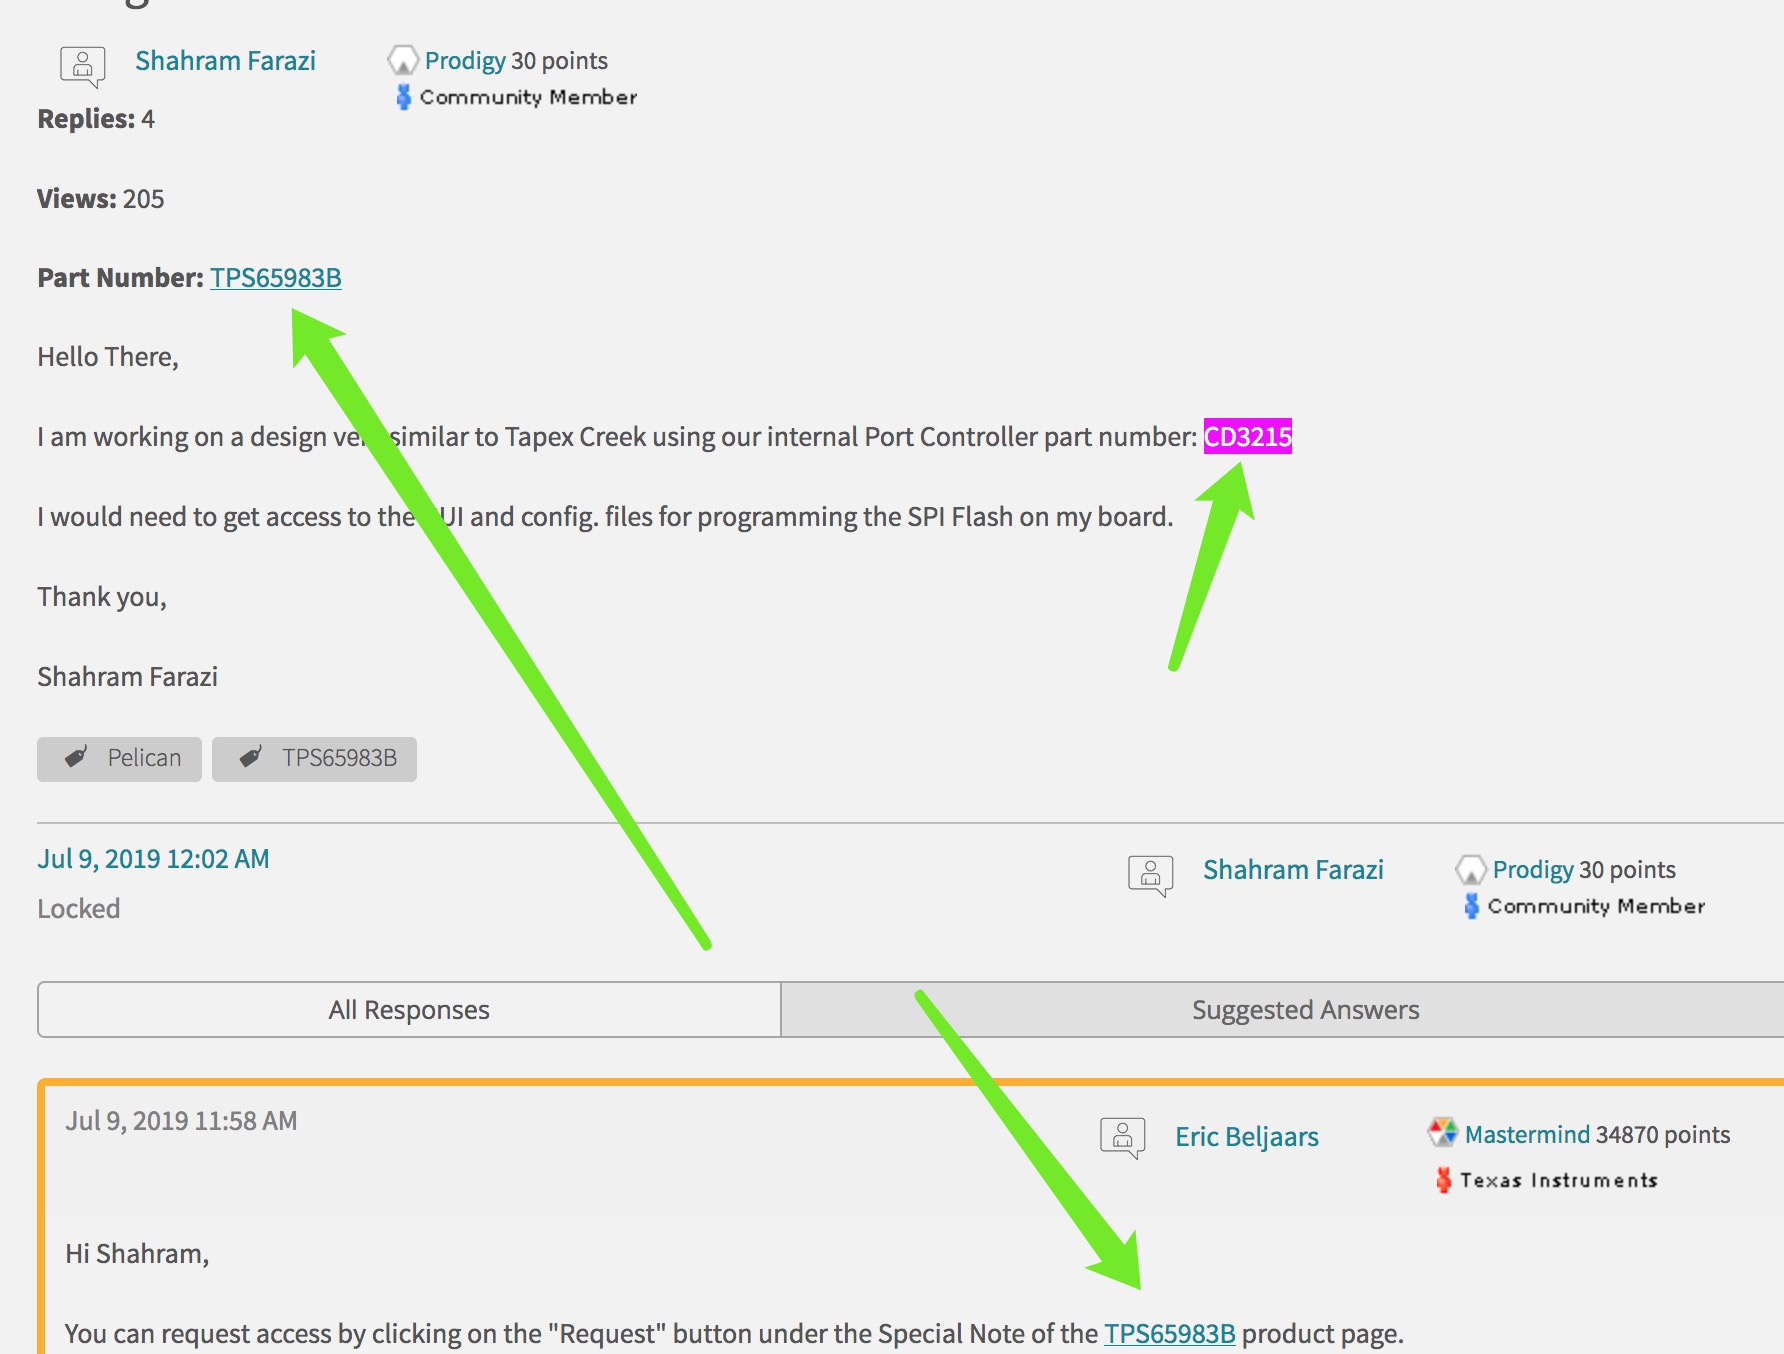 Shahram Farazi
Prodigy 30 points
Community Member
Replies: 4
Views: 205
Part Number: TPS65983B
Hello There,
I am working on a design similar to Tapex Creek using our internal Port Controller part number: CD3215
I would need to get access to the and config. files for programming the SPI Flash on my board.
Thank you,
Shahram Farazi
Pelican
TPS65983B
Jul 9, 2019 12:02 AM
Shahram Farazi
Prodigy 30 points
Locked
Community Member
All Responses
Suggested Answers
Jul 9, 2019 11:58 AM
Eric Beljaars
Mastermind 34870 points
Texas Instruments
Hi Shahram,
You can request access by clicking on the "Request" button under the Special Note of the TPS65983B product page.